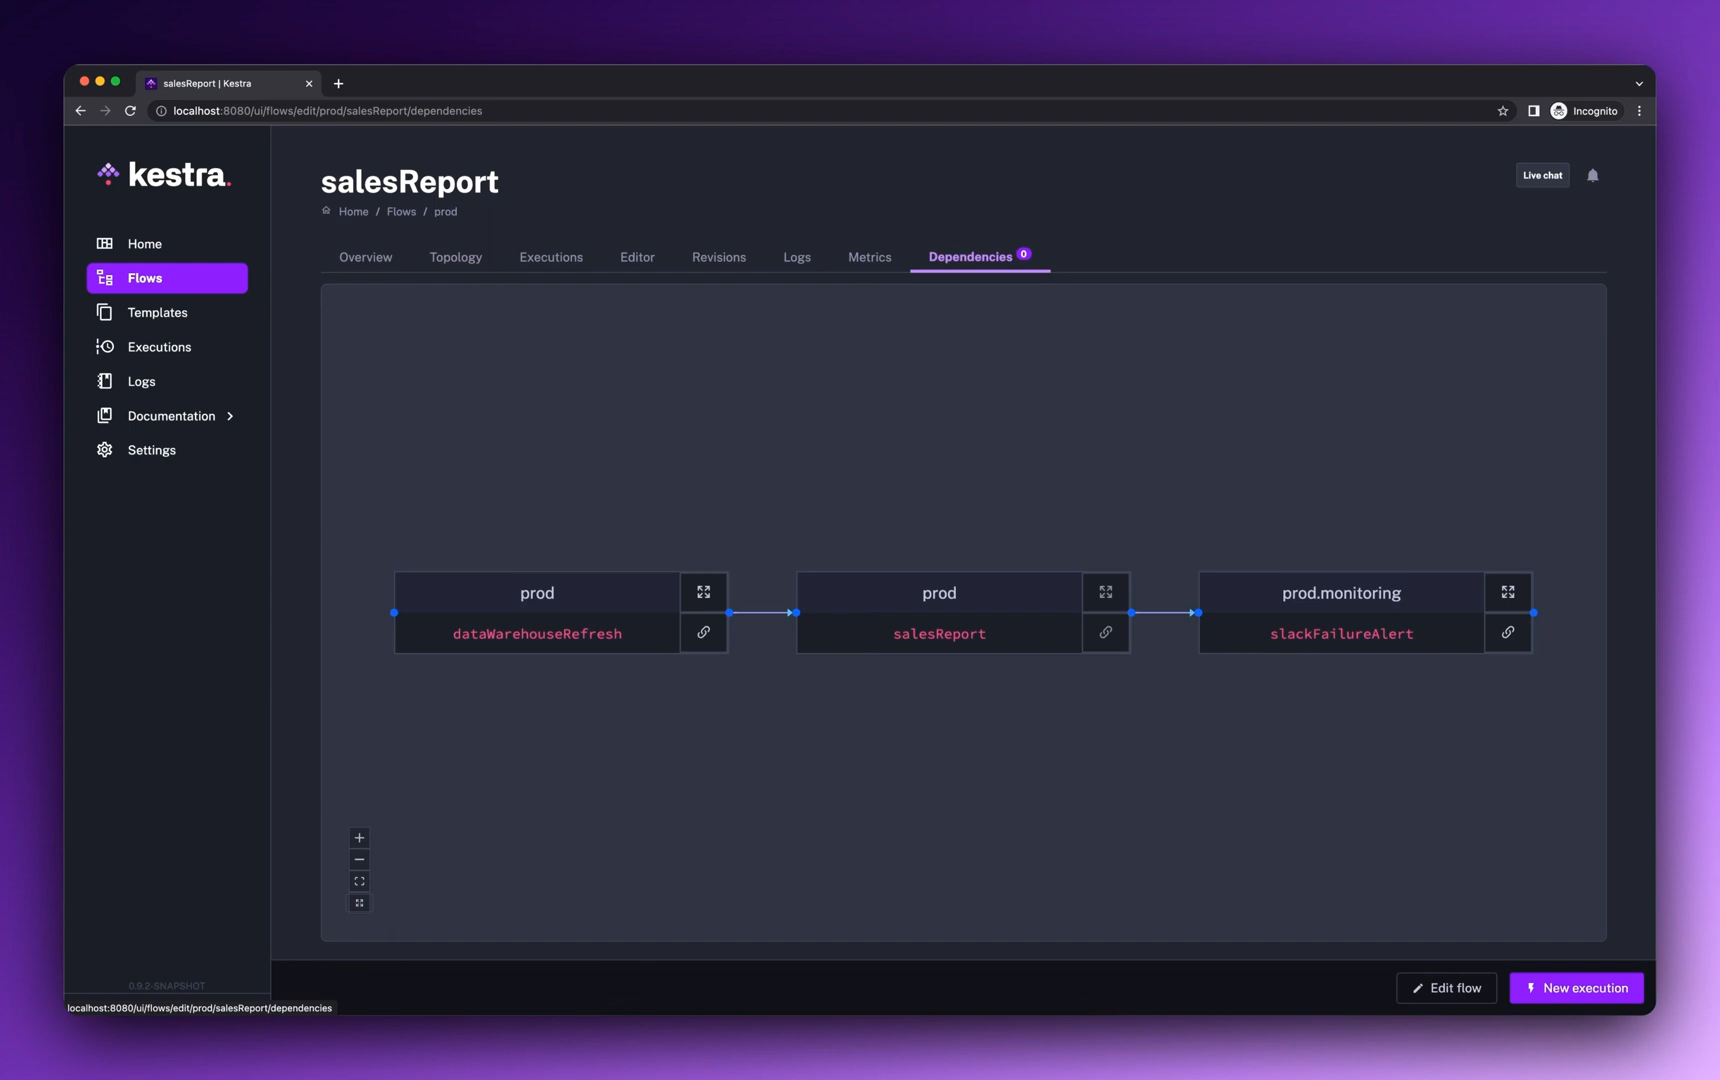 salesReport | Kestra
localhost:8080/ui/flows/edit/prod/salesReport/dependencies
Incognito
kestra.
Home
Flows
Templates
Executions
Logs
Documentation
Settings
0.9.2-SNAPSHOT
salesReport
Live chat
Home / Flows / prod
Overview Topology Executions Editor Revisions Logs Metrics Dependencies 0
prod prod prod.monitoring
dataWarehouseRefresh salesReport slackFailureAlert
Edit flow New execution
localhost:8080/ui/flows/edit/prod/salesReport/dependencies